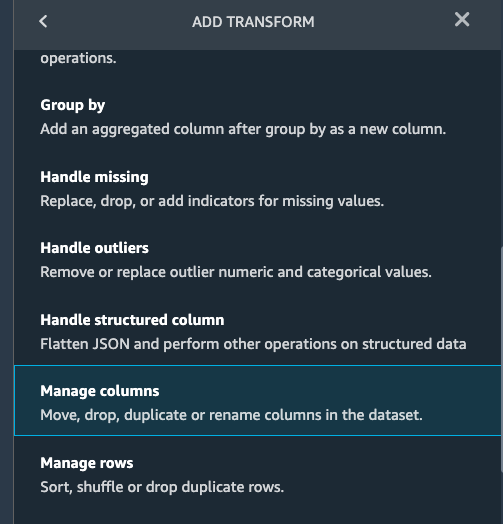 ADD TRANSFORM
operations.
Group by
Add an aggregated column after group by as a new column.
Handle missing
Replace, drop, or add indicators for missing values.
Handle outliers
Remove or replace outlier numeric and categorical values.
Handle structured column
Flatten JSON and perform other operations on structured data
Manage columns
Move, drop, duplicate or rename columns in the dataset.
Manage rows
Sort, shuffle or drop duplicate rows.